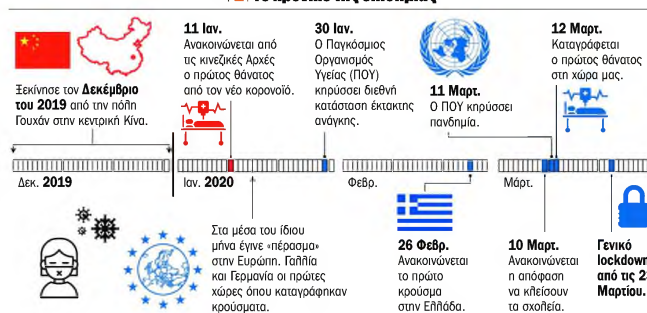 Ξεκίνησε τον Δεκέμβριο
του 2019 από την πόλη
Γουχάν στην κεντρική Κίνα.
11 Ιαν.
Ανακοινώνεται από
τις κινεζικές Αρχές
ο πρώτος θάνατος
από τον νέο κορονοϊό.
30 Ιαν.
Ο Παγκόσμιος
Οργανισμός
Υγείας (ΠΟΥ)
κηρύσσει διεθνή
κατάσταση έκτακτης
ανάγκης.
11 Μαρτ.
Ο ΠΟΥ κηρύσσει
πανδημία.
12 Μαρτ.
Καταγράφεται
ο πρώτος θάνατος
στη χώρα μας.
Δεκ. 2019
Ιαν. 2020
Φεβρ.
Μάρτ.
Στα μέσα του ίδιου
μήνα έγινε «πέρασμα»
στην Ευρώπη. Γαλλία
και Γερμανία οι πρώτες
χώρες όπου καταγράφηκαν
κρούσματα.
26 Φεβρ.
Ανακοινώνεται
το πρώτο
κρούσμα
στην Ελλάδα.
10 Μαρτ.
Ανακοινώνεται
η απόφαση
να κλείσουν
τα σχολεία.
Γενικό
lockdown
από τις
Μαρτίου.